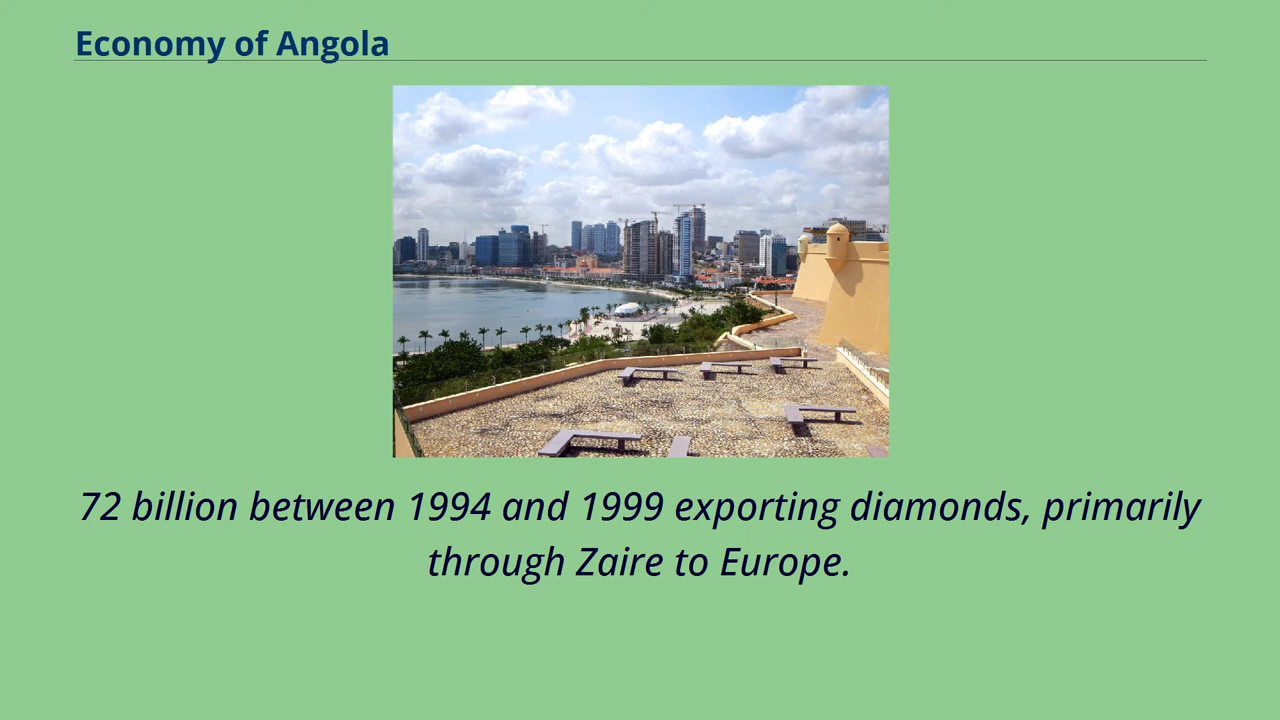 Economy of Angola
72 billion between 1994 and 1999 exporting diamonds, primarily
through Zaire to Europe.